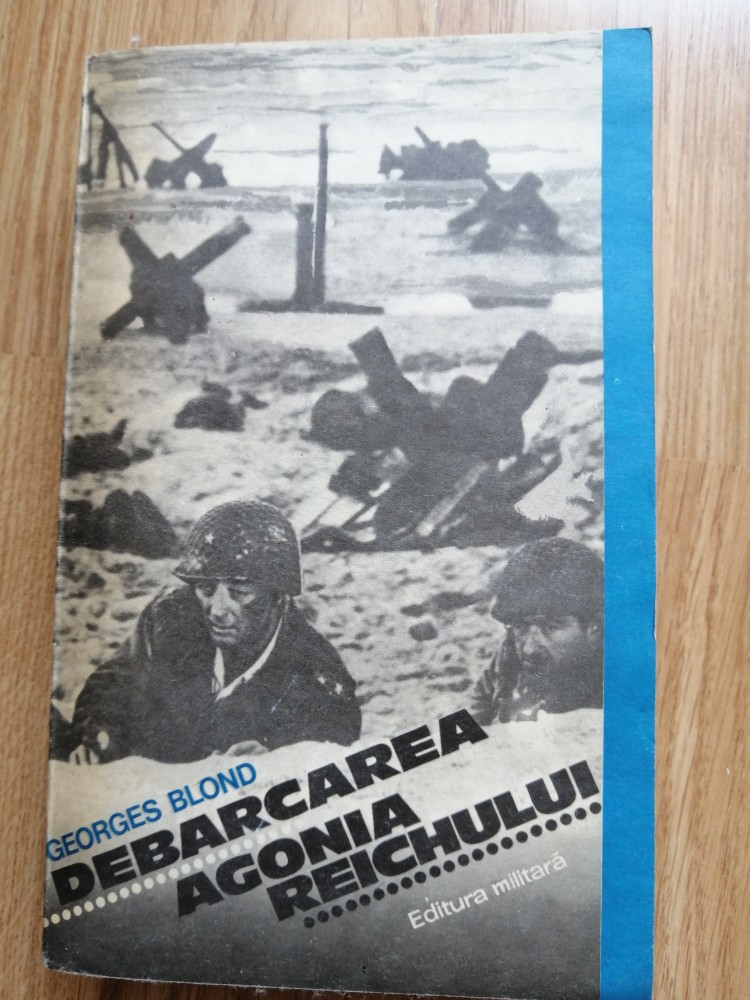 GEORGES BLOND
DEBARCAREA
AGONIA
REICHULUI
Editura militară